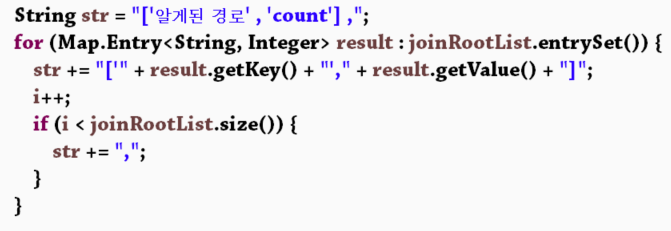 String str = "['알게된 경로' , 'count'] ,";
for (Map.Entry<String, Integer> result : joinRootList.entrySet()) {
str += "['" + result.getKey() + "'," + result.getValue() + "]";
i++;
if (i < joinRootList.size()) {
str += ",";
}
}